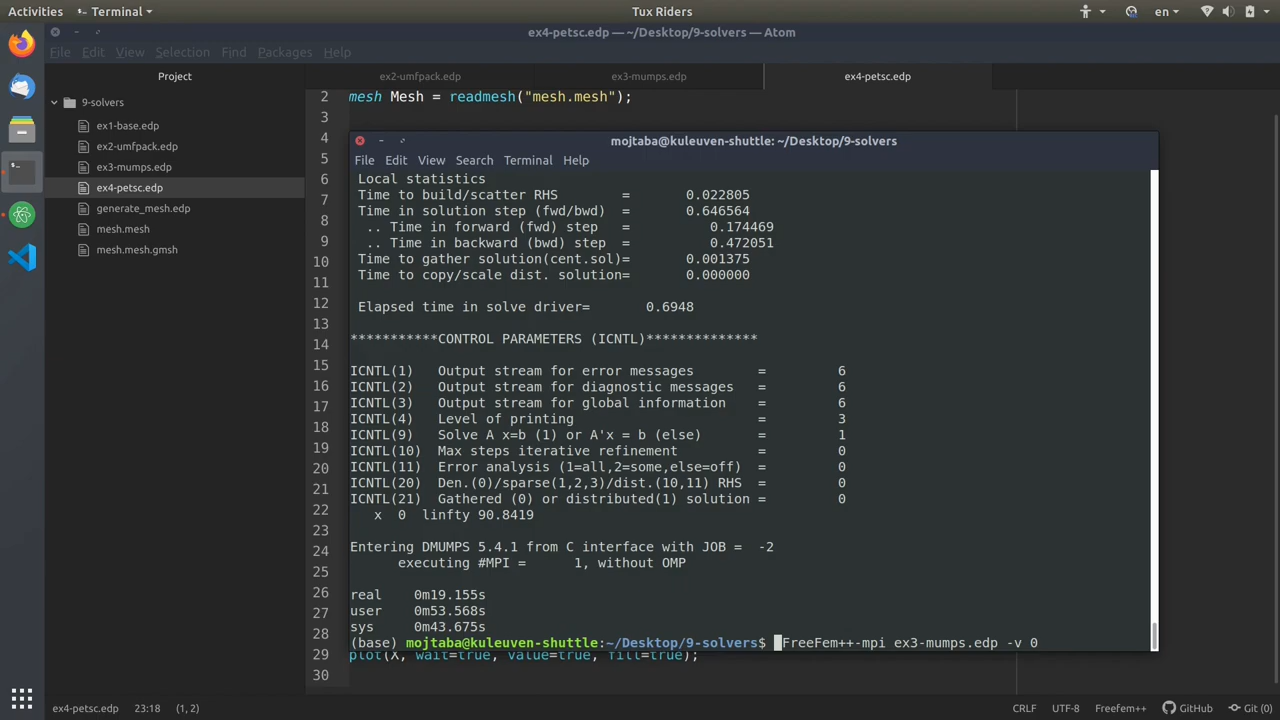 Activities
Terminal
Tux Riders
en
ex4-petsc.edp — ~/Desktop/9-solvers — Atom
File Edit View Selection Find Packages Help
Project
ex2-umfpack.edp
ex3-mumps.edp
ex4-petsc.edp
9-solvers
ex1-base.edp
ex2-umfpack.edp
ex3-mumps.edp
ex4-petsc.edp
generate_mesh.edp
mesh.mesh
mesh.mesh.gmsh
2 mesh Mesh = readmesh("mesh.mesh");
3
4
5
6
7
8
9
10
11
12
13
14
15
16
17
18
19
20
21
22
23
24
25
26
27
28
29 plot(X, wait=true, value=true, fill=true);
30
mojtaba@kuleuven-shuttle: ~/Desktop/9-solvers
File Edit View Search Terminal Help
Local statistics
Time to build/scatter RHS = 0.022805
Time in solution step (fwd/bwd) = 0.646564
.. Time in forward (fwd) step = 0.174469
.. Time in backward (bwd) step = 0.472051
Time to gather solution(cent.sol)= 0.001375
Time to copy/scale dist. solution= 0.000000
Elapsed time in solve driver= 0.6948
***********CONTROL PARAMETERS (ICNTL)**************
ICNTL(1) Output stream for error messages = 6
ICNTL(2) Output stream for diagnostic messages = 6
ICNTL(3) Output stream for global information = 6
ICNTL(4) Level of printing = 3
ICNTL(9) Solve A x=b (1) or A'x = b (else) = 1
ICNTL(10) Max steps iterative refinement = 0
ICNTL(11) Error analysis (1=all,2=some,else=off) = 0
ICNTL(20) Den.(0)/sparse(1,2,3)/dist.(10,11) RHS = 0
ICNTL(21) Gathered (0) or distributed(1) solution = 0
x 0 linfty 90.8419
Entering DMUMPS 5.4.1 from C interface with JOB = -2
executing #MPI = 1, without OMP
real 0m19.155s
user 0m53.568s
sys 0m43.675s
(base) mojtaba@kuleuven-shuttle:~/Desktop/9-solvers$ FreeFem++-mpi ex3-mumps.edp -v 0
ex4-petsc.edp 23:18 (1, 2)
CRLF UTF-8 Freefem++ GitHub Git (0)